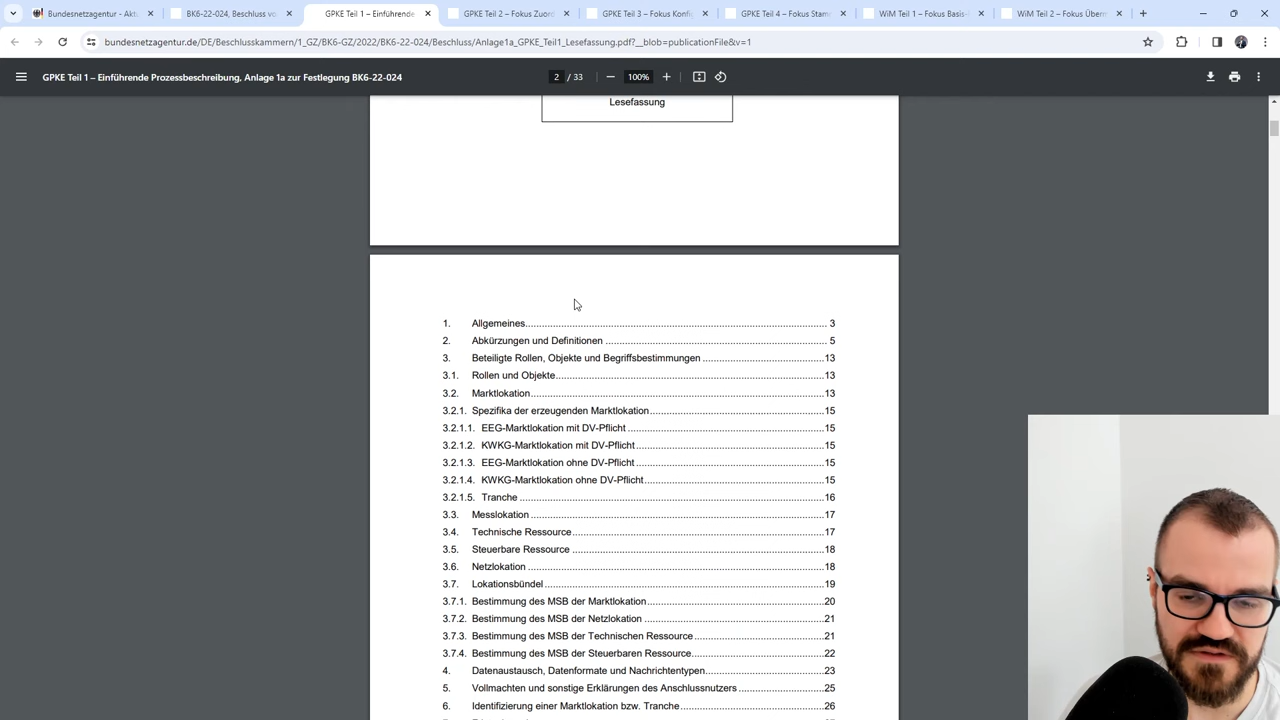 Bundesnetzagentur - Aktu
BK6-22-024, Beschluss vo
GPKE Teil 1 – Einführende
GPKE Teil 2 – Fokus Zuord
GPKE Teil 3 – Fokus Konfig
GPKE Teil 4 – Fokus Stam
WiM Teil 1 – Fokus Basis-
WiM Teil 2 – Fokus Überm
bundesnetzagentur.de/DE/Beschlusskammern/1_GZ/BK6-GZ/2022/BK6-22-024/Beschluss/Anlage1a_GPKE_Teil1_Lesefassung.pdf?__blob=publicationFile&v=1
GPKE Teil 1 – Einführende Prozessbeschreibung, Anlage 1a zur Festlegung BK6-22-024
2 / 33
100%
Lesefassung
1. Allgemeines 3
2. Abkürzungen und Definitionen 5
3. Beteiligte Rollen, Objekte und Begriffsbestimmungen 13
3.1. Rollen und Objekte 13
3.2. Marktlokation 13
3.2.1. Spezifika der erzeugenden Marktlokation 15
3.2.1.1. EEG-Marktlokation mit DV-Pflicht 15
3.2.1.2. KWKG-Marktlokation mit DV-Pflicht 15
3.2.1.3. EEG-Marktlokation ohne DV-Pflicht 15
3.2.1.4. KWKG-Marktlokation ohne DV-Pflicht 15
3.2.1.5. Tranche 16
3.3. Messlokation 17
3.4. Technische Ressource 17
3.5. Steuerbare Ressource 18
3.6. Netzlokation 18
3.7. Lokationsbündel 19
3.7.1. Bestimmung des MSB der Marktlokation 20
3.7.2. Bestimmung des MSB der Netzlokation 21
3.7.3. Bestimmung des MSB der Technischen Ressource 21
3.7.4. Bestimmung des MSB der Steuerbaren Ressource 22
4. Datenaustausch, Datenformate und Nachrichtentypen 23
5. Vollmachten und sonstige Erklärungen des Anschlussnutzers 25
6. Identifizierung einer Marktlokation bzw. Tranche 26